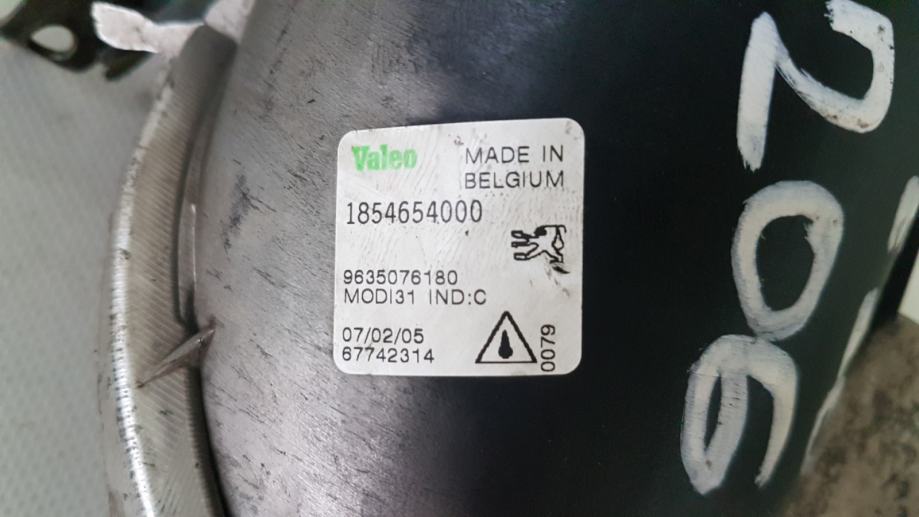 Valeo
MADE IN
BELGIUM
1854654000
9635076180
MODI31 IND:C
07/02/05
67742314
0079
206